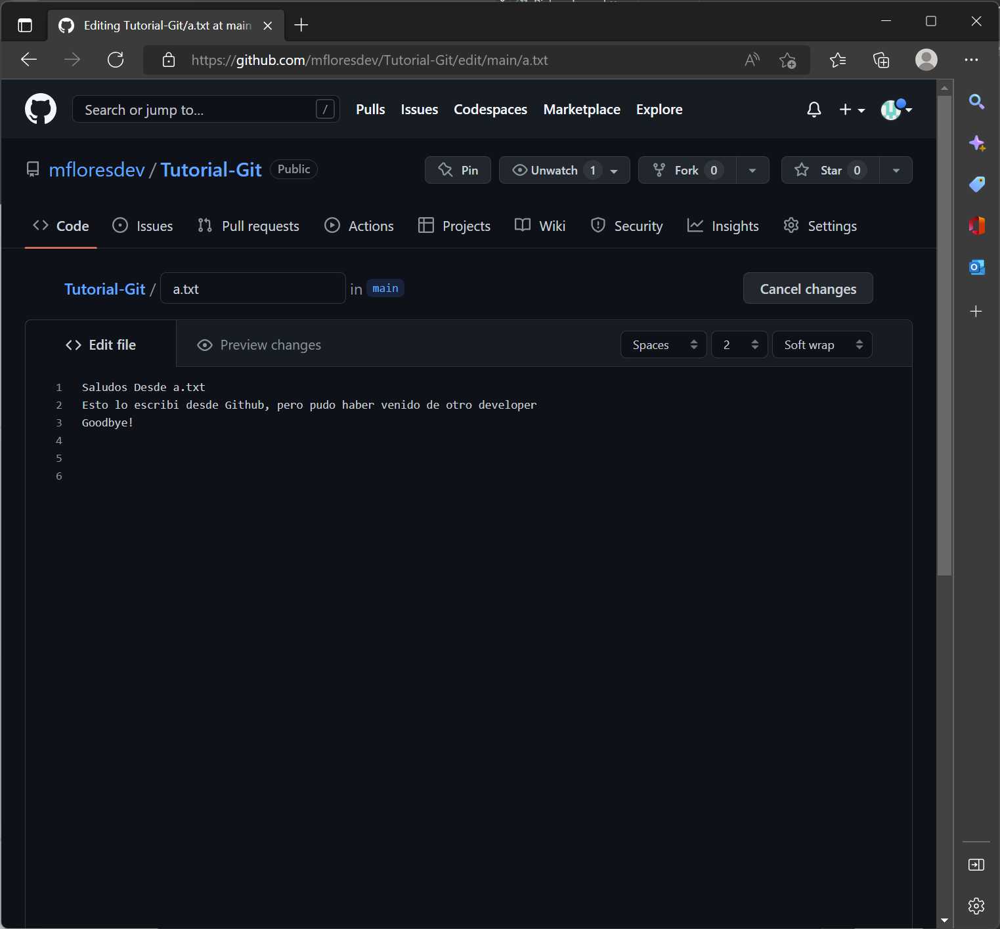 Editing Tutorial-Git/a.txt at main
https://github.com/mfloresdev/Tutorial-Git/edit/main/a.txt
Search or jump to... /
Pulls Issues Codespaces Marketplace Explore
mfloresdev / Tutorial-Git Public
Pin Unwatch 1 Fork 0 Star 0
Code Issues Pull requests Actions Projects Wiki Security Insights Settings
Tutorial-Git / a.txt in main Cancel changes
Edit file Preview changes Spaces 2 Soft wrap
1 Saludos Desde a.txt
2 Esto lo escribi desde Github, pero pudo haber venido de otro developer
3 Goodbye!
4
5
6